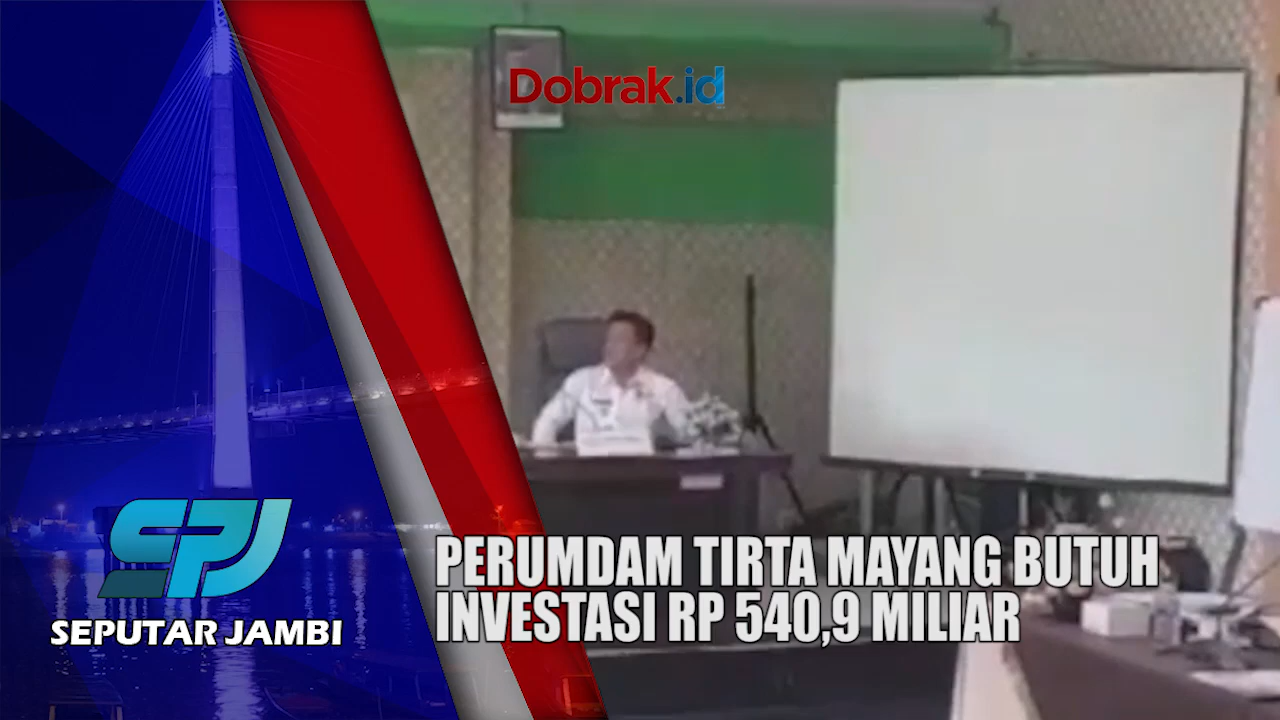 Dobrak.id
SPJ
SEPUTAR JAMBI
PERUMDAM TIRTA MAYANG BUTUH
INVESTASI RP 540,9 MILIAR